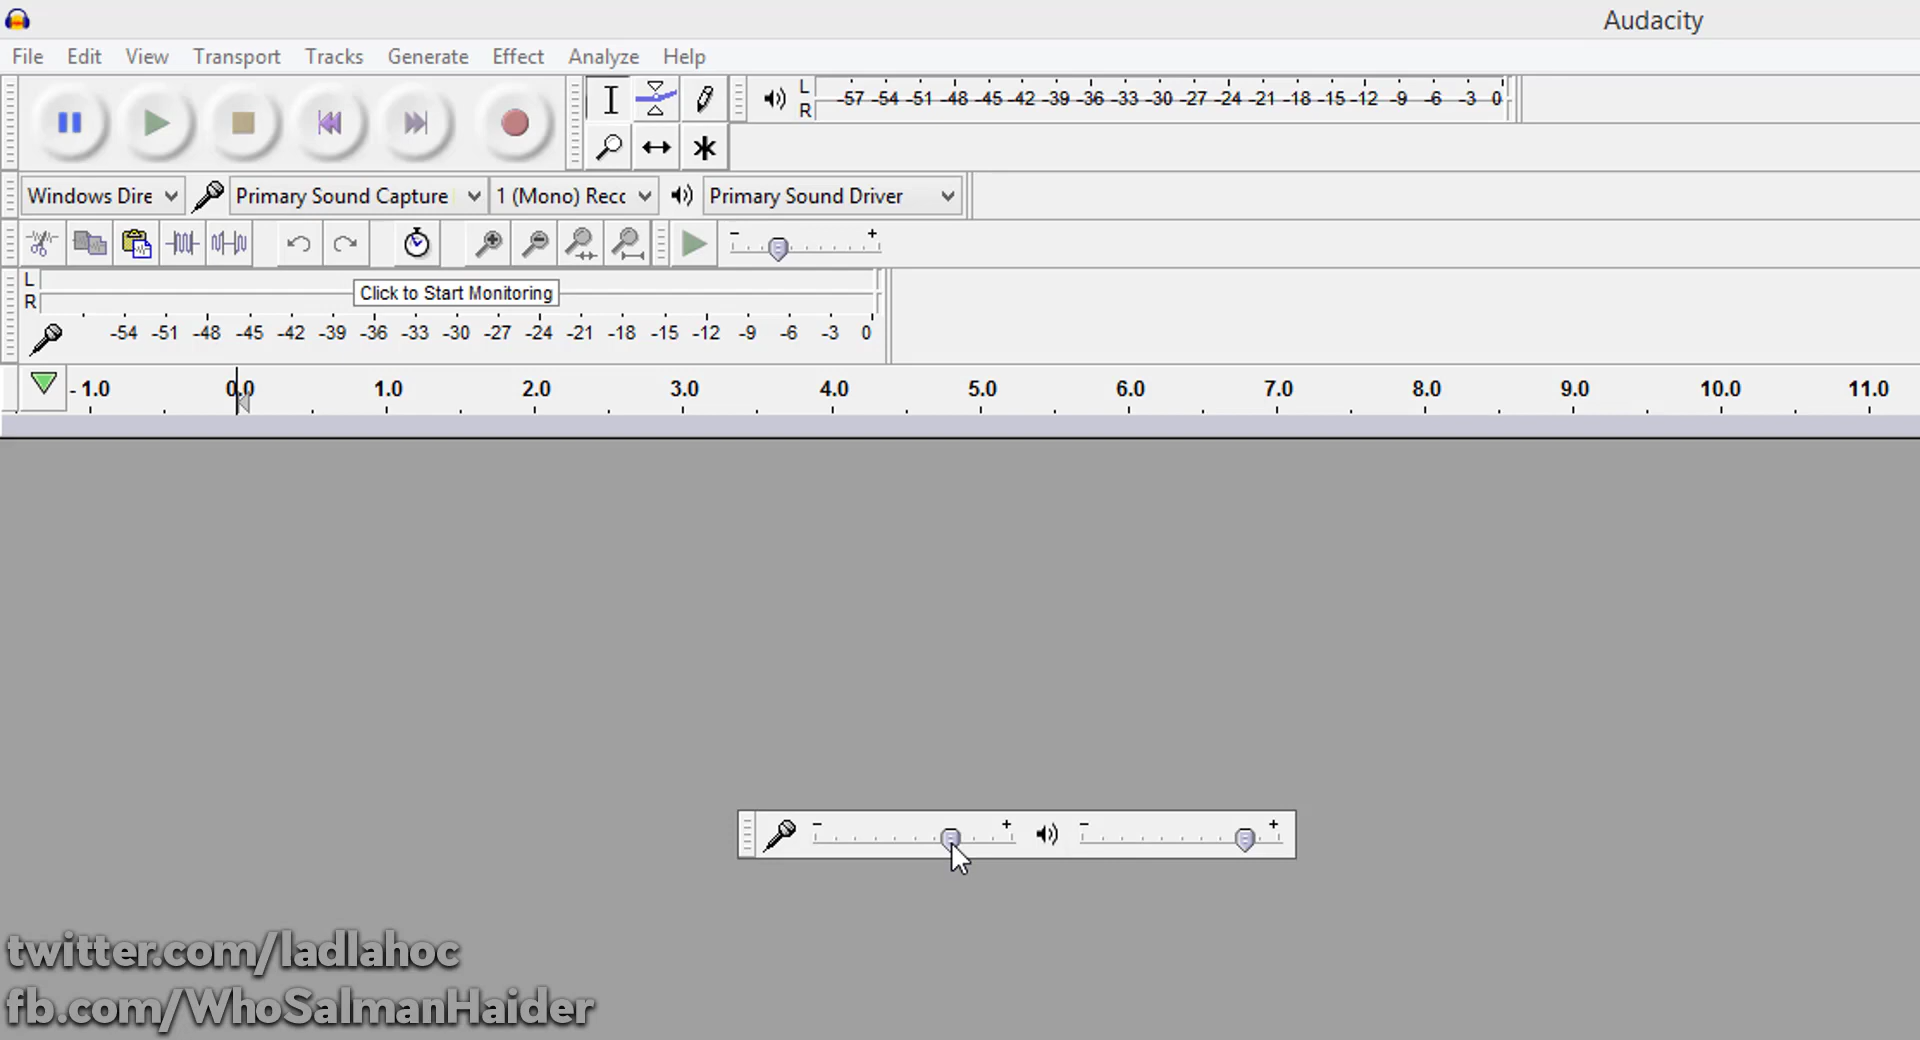 Audacity
File Edit View Transport Tracks Generate Effect Analyze Help
L
R
-57 -54 -51 -48 -45 -42 -39 -36 -33 -30 -27 -24 -21 -18 -15 -12 -9 -6 -3 0
Windows Dire Primary Sound Capture 1 (Mono) Recc Primary Sound Driver
- +
L
R
Click to Start Monitoring
-54 -51 -48 -45 -42 -39 -36 -33 -30 -27 -24 -21 -18 -15 -12 -9 -6 -3 0
- 1.0 0.0 1.0 2.0 3.0 4.0 5.0 6.0 7.0 8.0 9.0 10.0 11.0
- + - +
twitter.com/ladlahoc
fb.com/WhoSalmanHaider